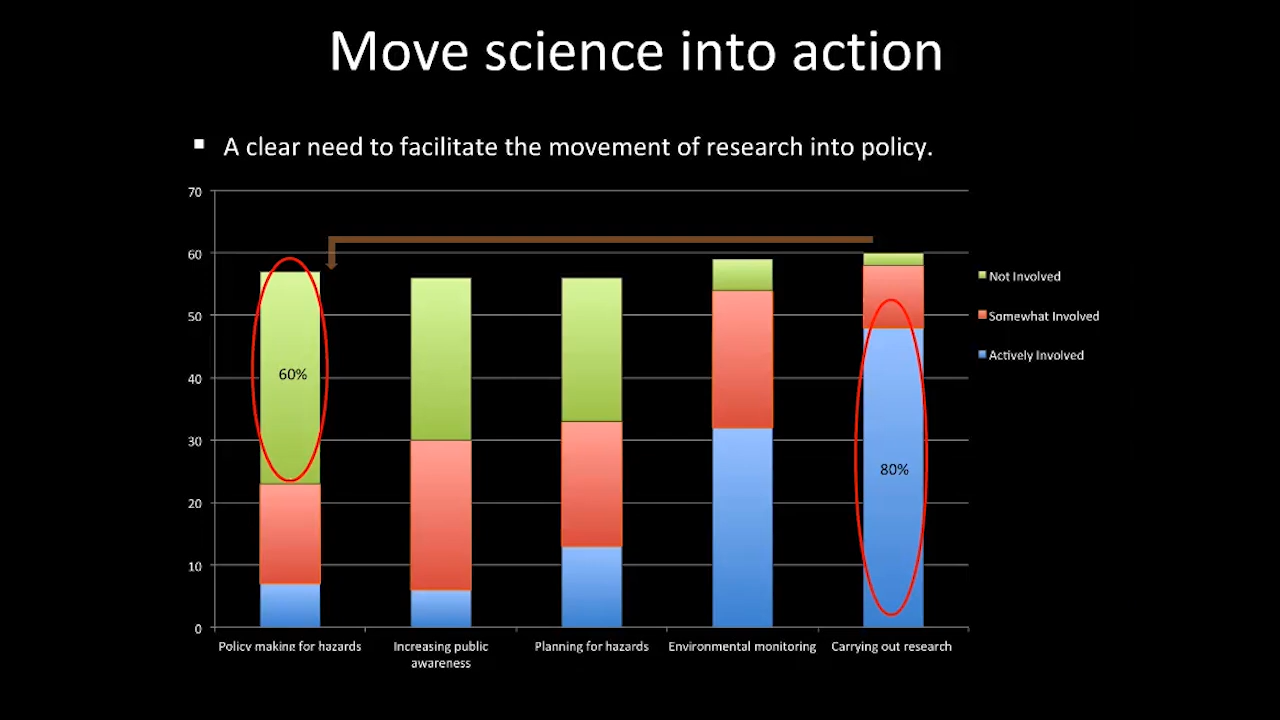 Move science into action
▪ A clear need to facilitate the movement of research into policy.
70
60
50
40
30
20
10
0
60%
80%
Not Involved
Somewhat Involved
Actively Involved
Policy making for hazards
Increasing public
awareness
Planning for hazards
Environmental monitoring
Carrying out research